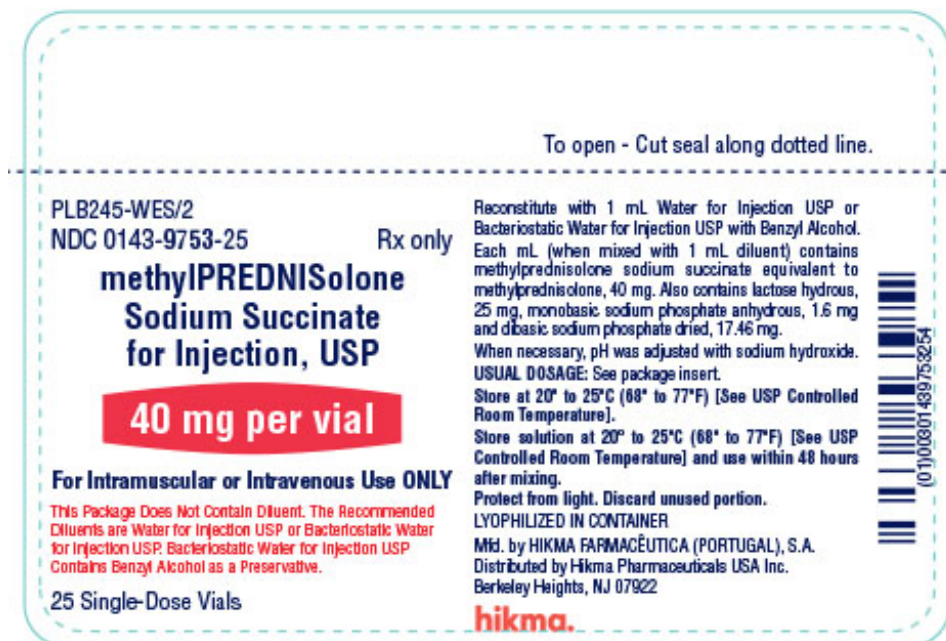 To open - Cut seal along dotted line.
PLB245-WES/2
NDC 0143-9753-25 Rx only
methylPREDNISolone
Sodium Succinate
for Injection, USP
40 mg per vial
For Intramuscular or Intravenous Use ONLY
This Package Does Not Contain Diluent. The Recommended
Diluents are Water for Injection USP or Bacteriostatic Water
for Injection USP. Bacteriostatic Water for Injection USP
Contains Benzyl Alcohol as a Preservative.
25 Single-Dose Vials
Reconstitute with 1 mL Water for Injection USP or
Bacteriostatic Water for Injection USP with Benzyl Alcohol.
Each mL (when mixed with 1 mL diluent) contains
methylprednisolone sodium succinate equivalent to
methylprednisolone, 40 mg. Also contains lactose hydrous,
25 mg, monobasic sodium phosphate anhydrous, 1.6 mg
and dibasic sodium phosphate dried, 17.46 mg.
When necessary, pH was adjusted with sodium hydroxide.
USUAL DOSAGE: See package insert.
Store at 20° to 25°C (68° to 77°F) [See USP Controlled
Room Temperature].
Store solution at 20° to 25°C (68° to 77°F) [See USP
Controlled Room Temperature] and use within 48 hours
after mixing.
Protect from light. Discard unused portion.
LYOPHILIZED IN CONTAINER
Mfd. by HIKMA FARMACÊUTICA (PORTUGAL), S.A.
Distributed by Hikma Pharmaceuticals USA Inc.
Berkeley Heights, NJ 07922
hikma.
(01)00301439753254